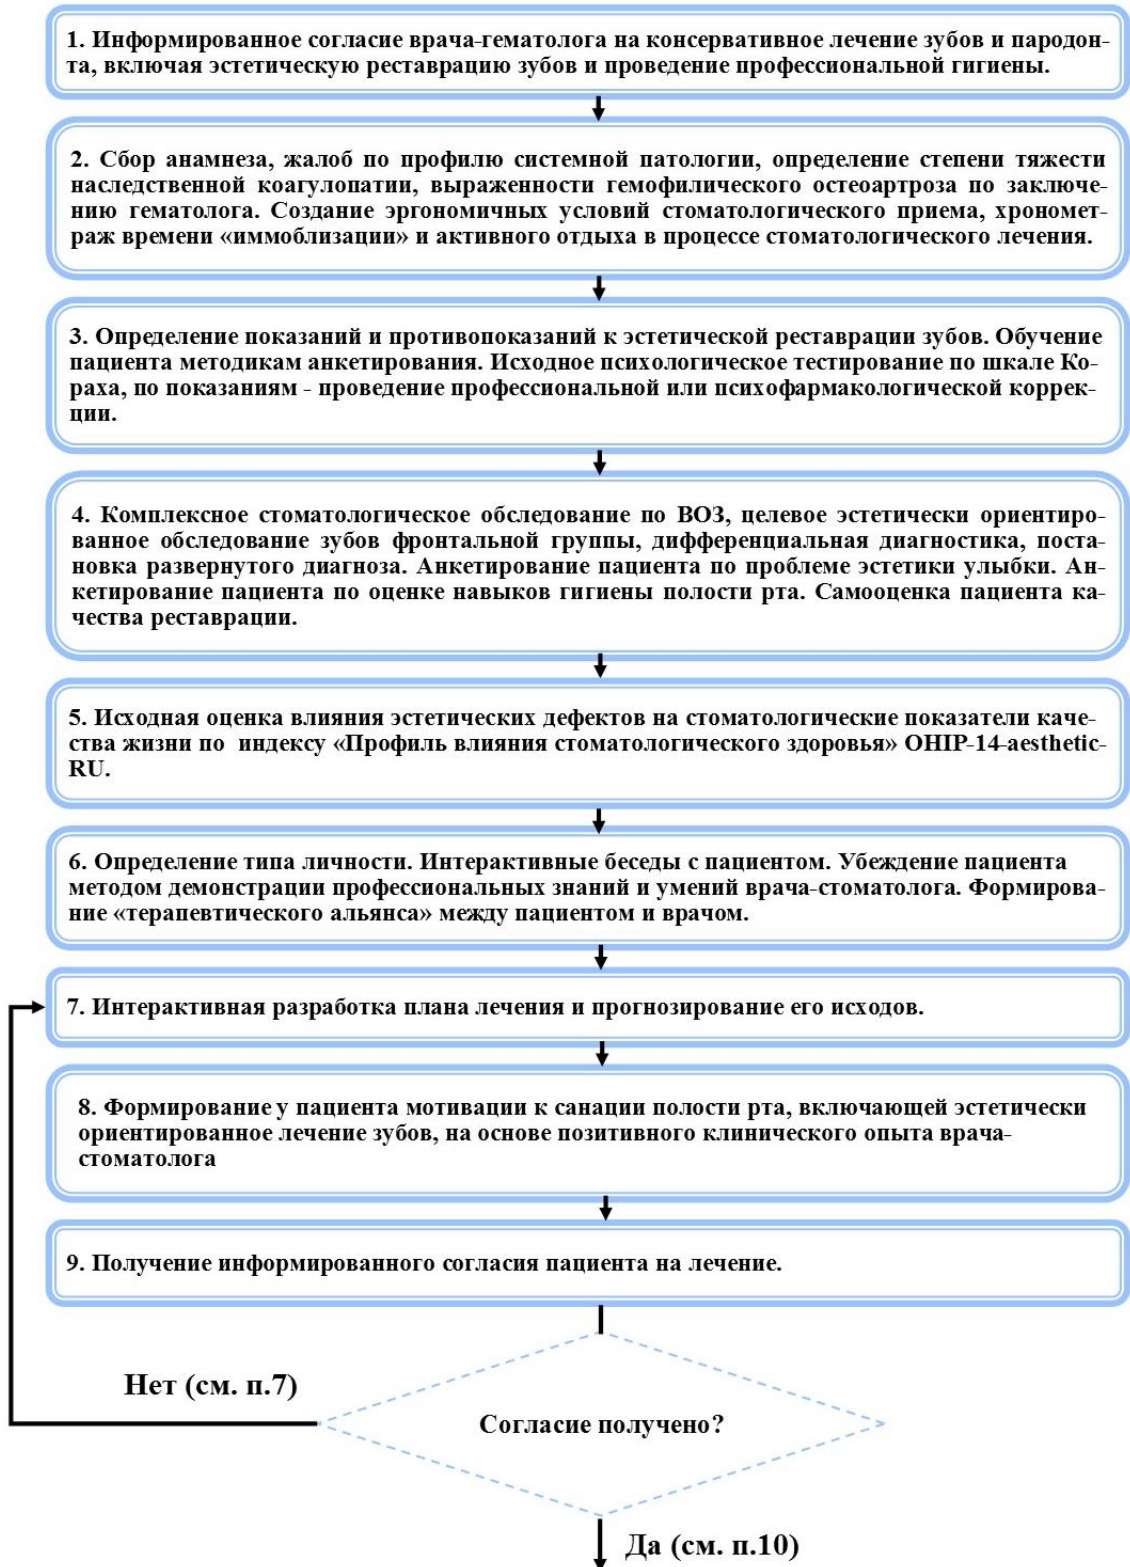 1. Информированное согласие врача-гематолога на консервативное лечение зубов и пародон-
та, включая эстетическую реставрацию зубов и проведение профессиональной гигиены.
2. Сбор анамнеза, жалоб по профилю системной патологии, определение степени тяжести
наследственной коагулопатии, выраженности гемофилического остеоартроза по заключе-
нию гематолога. Создание эргономичных условий стоматологического приема, хрономет-
раж времени «иммоблизации» и активного отдыха в процессе стоматологического лечения.
3. Определение показаний и противопоказаний к эстетической реставрации зубов. Обучение
пациента методикам анкетирования. Исходное психологическое тестирование по шкале Ко-
раха, по показаниям - проведение профессиональной или психофармакологической коррек-
ции.
4. Комплексное стоматологическое обследование по ВОЗ, целевое эстетически ориентиро-
ванное обследование зубов фронтальной группы, дифференциальная диагностика, поста-
новка развернутого диагноза. Анкетирование пациента по проблеме эстетики улыбки. Ан-
кетирование пациента по оценке навыков гигиены полости рта. Самооценка пациента ка-
чества реставрации.
5. Исходная оценка влияния эстетических дефектов на стоматологические показатели каче-
ства жизни по индексу «Профиль влияния стоматологического здоровья» OHIP-14-aesthetic-
RU.
6. Определение типа личности. Интерактивные беседы с пациентом. Убеждение пациента
методом демонстрации профессиональных знаний и умений врача-стоматолога. Формирова-
ние «терапевтического альянса» между пациентом и врачом.
7. Интерактивная разработка плана лечения и прогнозирование его исходов.
8. Формирование у пациента мотивации к санации полости рта, включающей эстетически
ориентированное лечение зубов, на основе позитивного клинического опыта врача-
стоматолога
9. Получение информированного согласия пациента на лечение.
Нет (см. п.7)
Согласие получено?
Да (см. п.10)